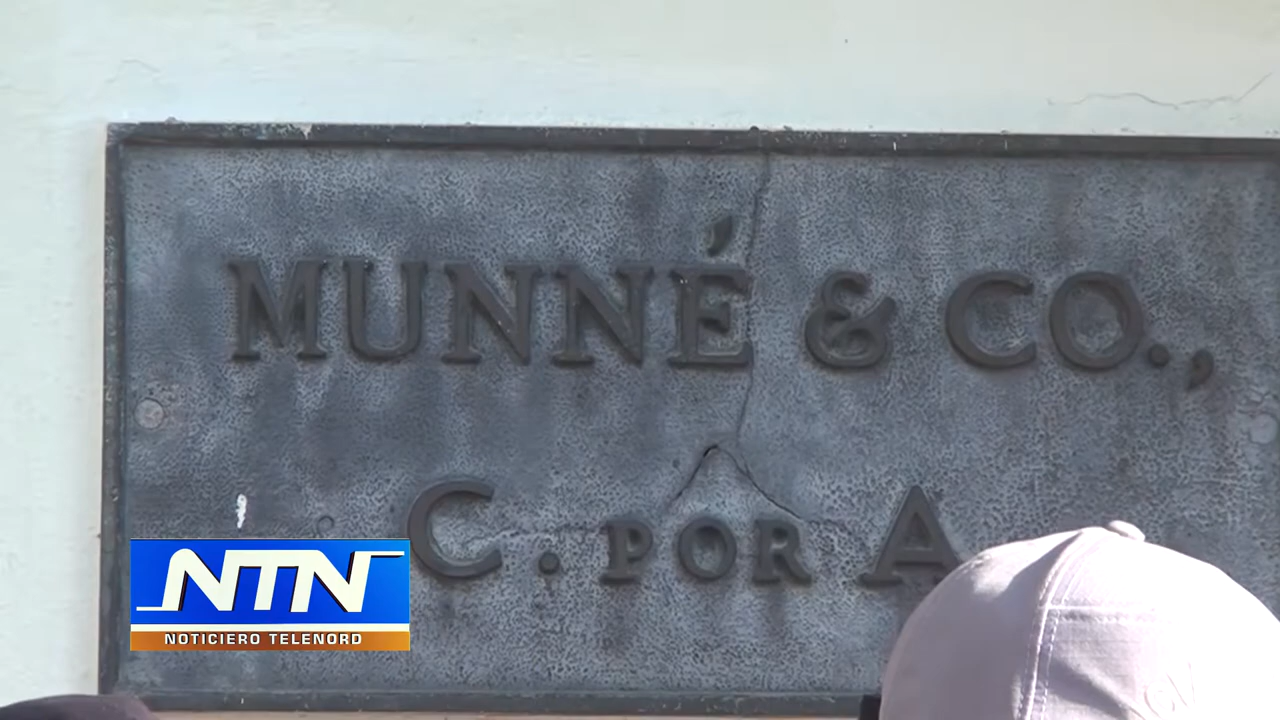 MUNNÉ & CO.,
C. POR A
NTN
NOTICIERO TELENORD